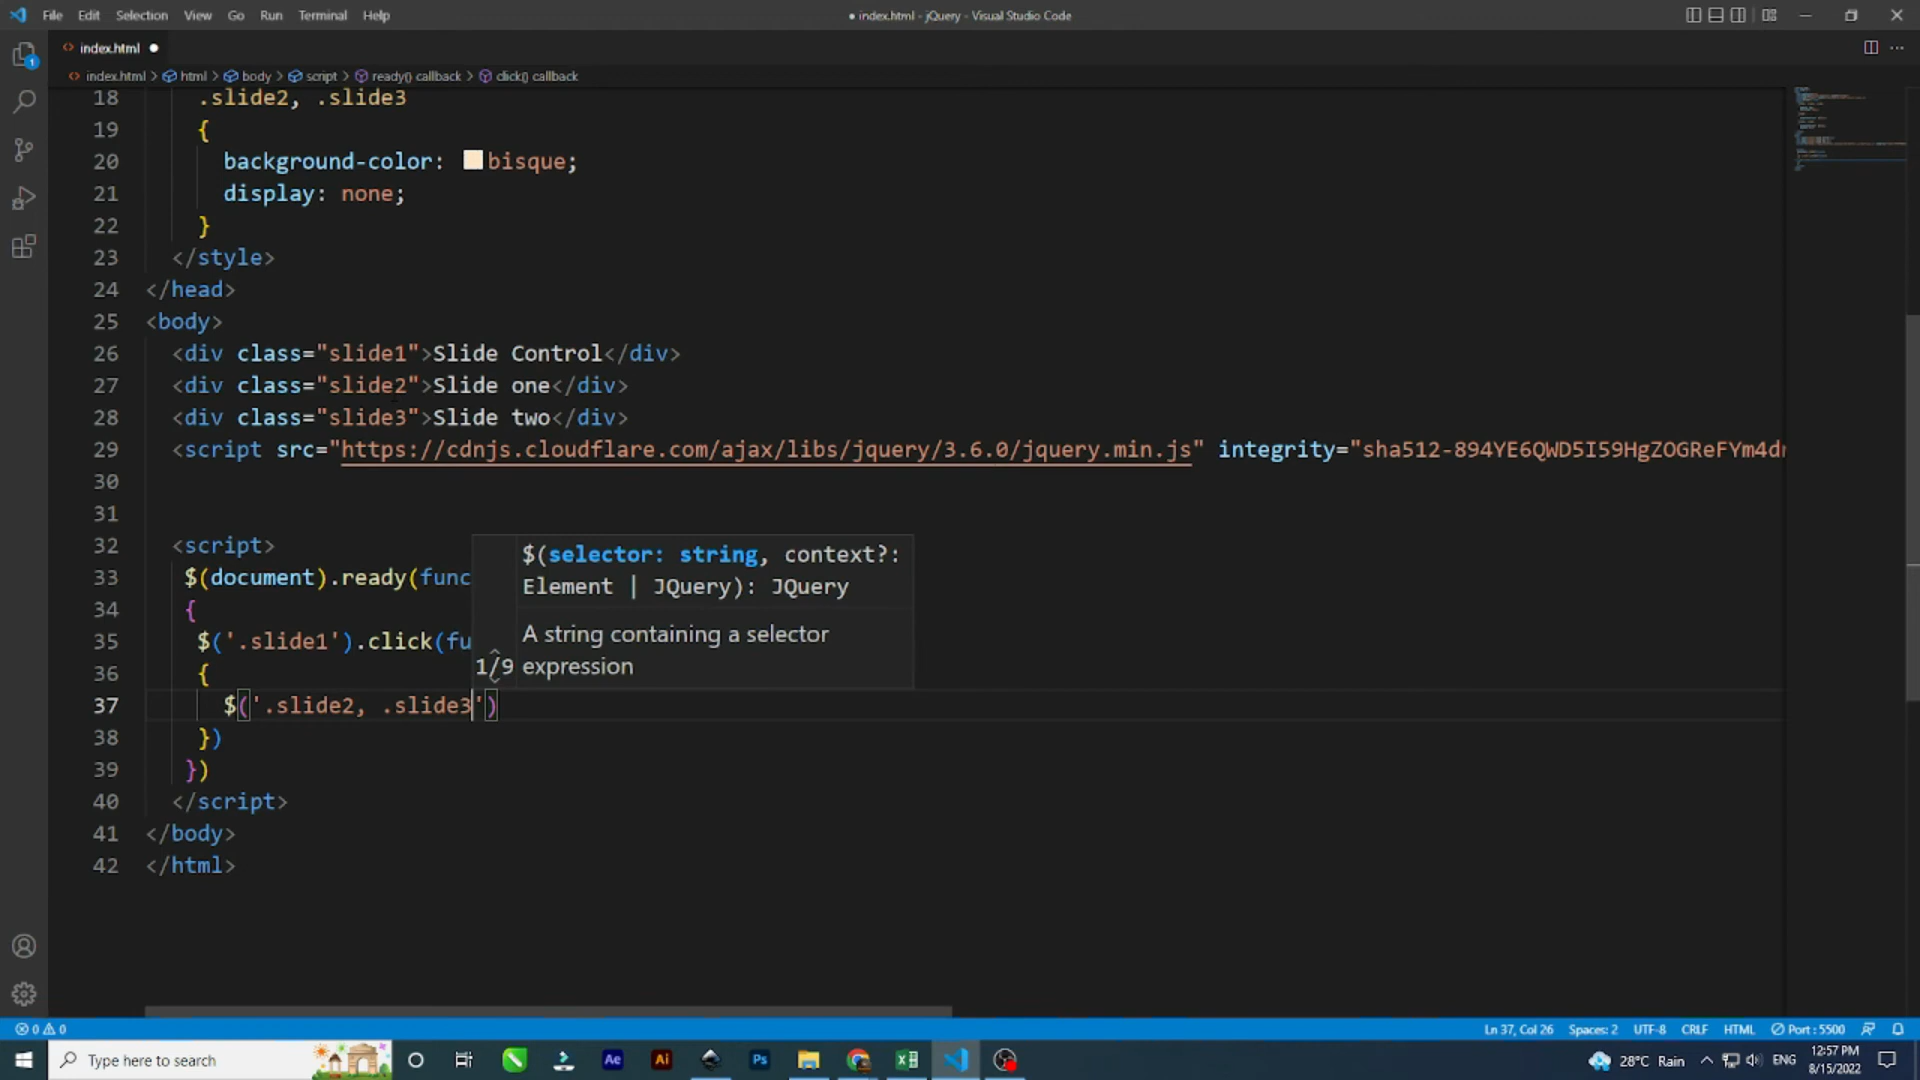 File Edit Selection View Go Run Terminal Help
● index.html - jQuery - Visual Studio Code
index.html ●
index.html > html > body > script > ready() callback > click() callback
18 .slide2, .slide3
19 {
20 background-color: bisque;
21 display: none;
22 }
23 </style>
24 </head>
25 <body>
26 <div class="slide1">Slide Control</div>
27 <div class="slide2">Slide one</div>
28 <div class="slide3">Slide two</div>
29 <script src="https://cdnjs.cloudflare.com/ajax/libs/jquery/3.6.0/jquery.min.js" integrity="sha512-894YE6QWD5I59HgZOGReFYm4dn
30
31
32 <script>
33 $(document).ready(func
34 {
35 $('.slide1').click(fu
36 {
37 $('.slide2, .slide3')
38 })
39 })
40 </script>
41 </body>
42 </html>
$(selector: string, context?:
Element | JQuery): JQuery
A string containing a selector
1/9 expression
0 0 Ln 37, Col 26 Spaces: 2 UTF-8 CRLF HTML Port : 5500
Type here to search
Ae Ai Ps
28°C Rain ENG 12:57 PM
8/15/2022